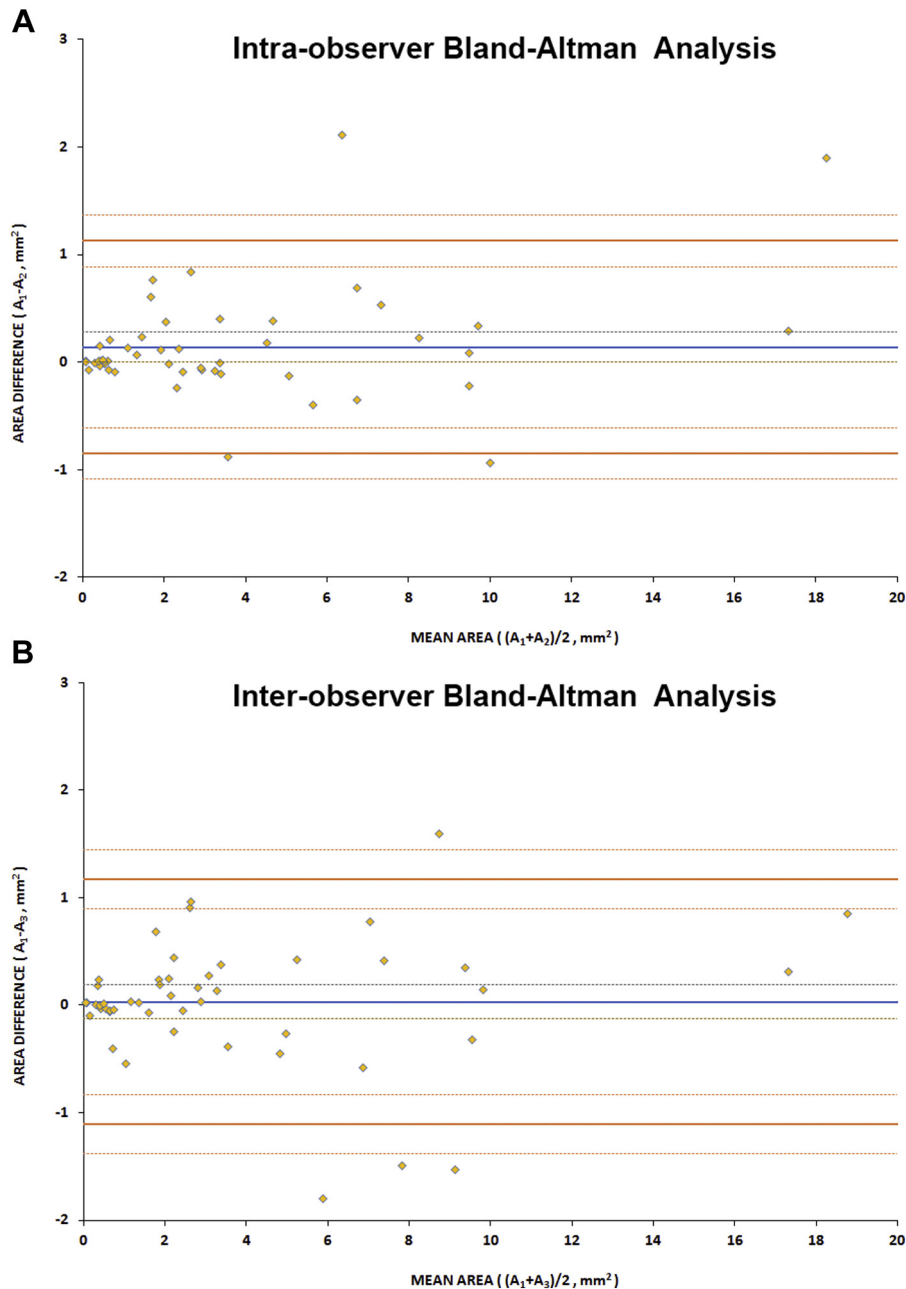 A
Intra-observer Bland-Altman Analysis
3
2
1
0
-1
-2
AREA DIFFERENCE ( A₁-A₂, mm²)
0 2 4 6 8 10 12 14 16 18 20
MEAN AREA ( (A₁+A₂)/2 , mm²)
B
Inter-observer Bland-Altman Analysis
3
2
1
0
-1
-2
AREA DIFFERENCE ( A₁-A₃ , mm²)
0 2 4 6 8 10 12 14 16 18 20
MEAN AREA ( (A₁+A₃)/2 , mm²)